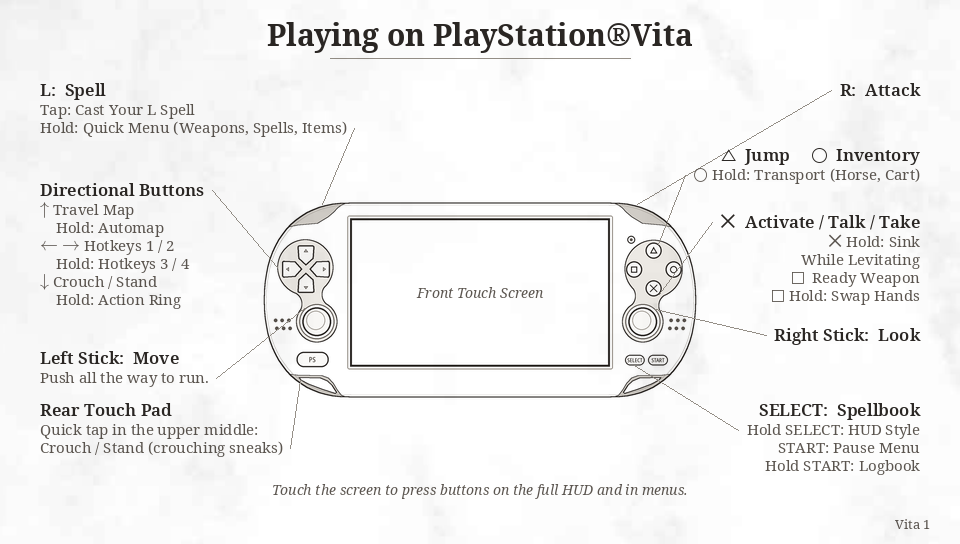 Playing on PlayStation®Vita
L: Spell
Tap: Cast Your L Spell
Hold: Quick Menu (Weapons, Spells, Items)
Directional Buttons
↑ Travel Map
Hold: Automap
← → Hotkeys 1 / 2
Hold: Hotkeys 3 / 4
↓ Crouch / Stand
Hold: Action Ring
Left Stick: Move
Push all the way to run.
Rear Touch Pad
Quick tap in the upper middle:
Crouch / Stand (crouching sneaks)
Front Touch Screen
PS
SELECT START
R: Attack
△ Jump ○ Inventory
○ Hold: Transport (Horse, Cart)
✕ Activate / Talk / Take
✕ Hold: Sink
While Levitating
□ Ready Weapon
□ Hold: Swap Hands
Right Stick: Look
SELECT: Spellbook
Hold SELECT: HUD Style
START: Pause Menu
Hold START: Logbook
Touch the screen to press buttons on the full HUD and in menus.
Vita 1